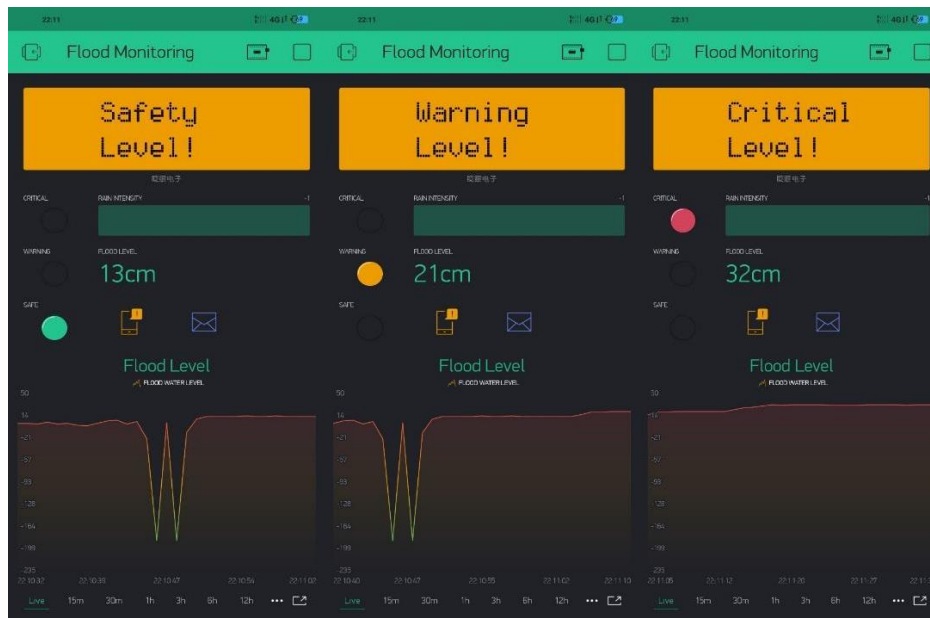 22:11
4G
Flood Monitoring
Safety
Level!
CRITICAL
RAIN INTENSITY
-1
WARNING
FLOOD LEVEL
13cm
SAFE
Flood Level
FLOOD WATER LEVEL
50
14
-21
-57
-93
-128
-164
-199
-235
22:10:32
22:10:39
22:10:47
22:10:54
22:11:02
Live
15m
30m
1h
3h
6h
12h
22:11
4G
Flood Monitoring
Warning
Level!
CRITICAL
RAIN INTENSITY
-1
WARNING
FLOOD LEVEL
21cm
SAFE
Flood Level
FLOOD WATER LEVEL
50
14
-21
-57
-93
-128
-164
-199
-235
22:10:40
22:10:47
22:10:55
22:11:02
22:11:10
Live
15m
30m
1h
3h
6h
12h
22:11
4G
Flood Monitoring
Critical
Level!
CRITICAL
RAIN INTENSITY
-1
WARNING
FLOOD LEVEL
32cm
SAFE
Flood Level
FLOOD WATER LEVEL
50
14
-21
-57
-93
-128
-164
-199
-235
22:11:05
22:11:12
22:11:20
22:11:27
Live
15m
30m
1h
3h
6h
12h